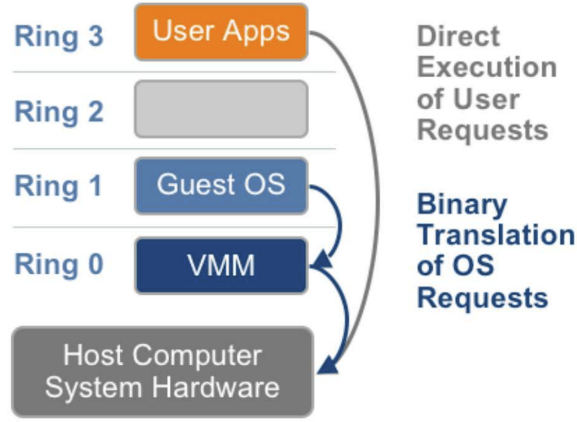 Ring 3
User Apps
Direct
Execution
of User
Requests
Ring 2
Ring 1
Guest OS
Binary
Translation
of OS
Requests
Ring 0
VMM
Host Computer
System Hardware